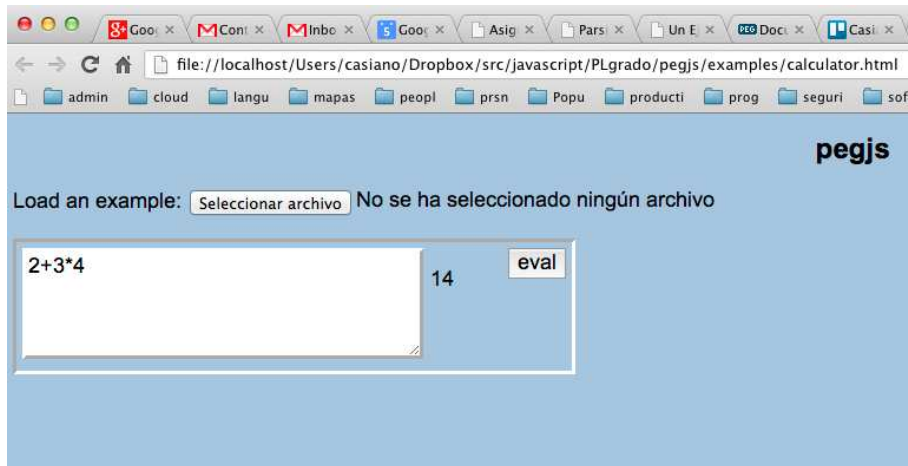 Goo Cont Inbo Goo Asig Pars Un E PEG Doc Casi
file://localhost/Users/casiano/Dropbox/src/javascript/PLgrado/pegjs/examples/calculator.html
admin cloud langu mapas peopl prsn Popu producti prog seguri sof
pegjs
Load an example: Seleccionar archivo No se ha seleccionado ningún archivo
2+3*4
14
eval